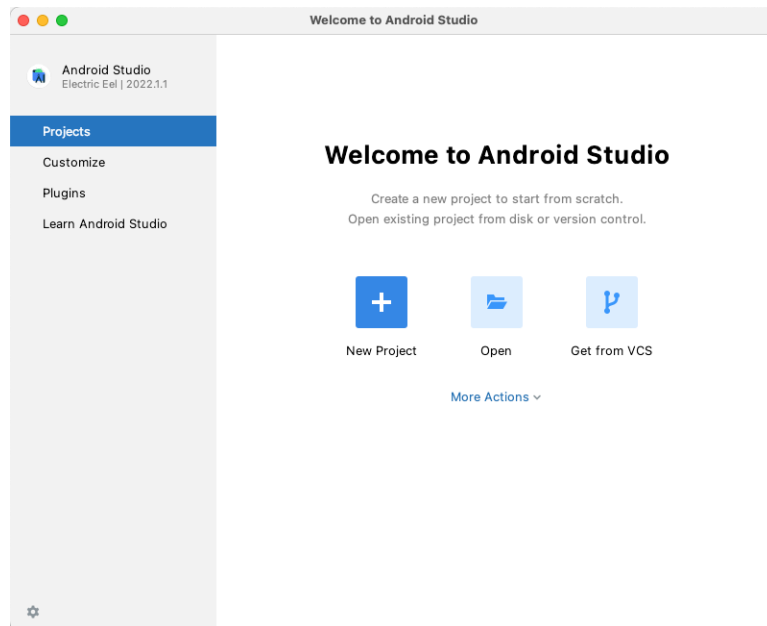 Welcome to Android Studio
Android Studio
Electric Eel | 2022.1.1
Projects
Customize
Plugins
Learn Android Studio
Welcome to Android Studio
Create a new project to start from scratch.
Open existing project from disk or version control.
New Project
Open
Get from VCS
More Actions